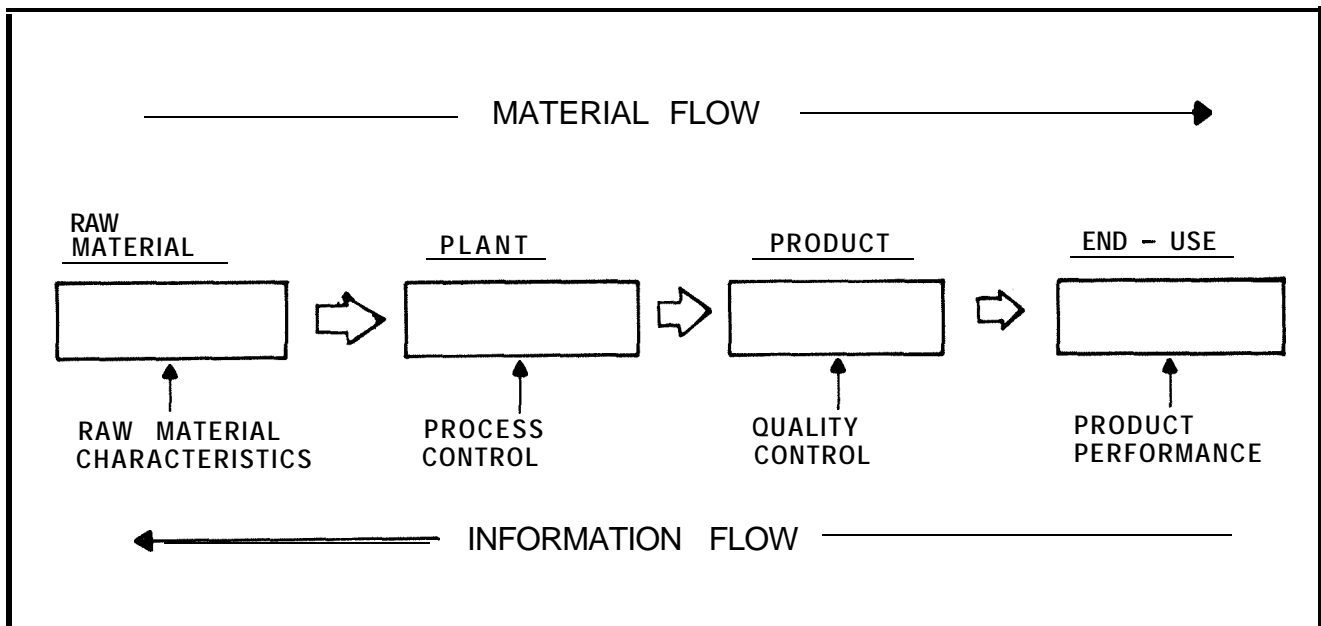 MATERIAL FLOW
RAW
MATERIAL
PLANT
PRODUCT
END - USE
RAW MATERIAL
CHARACTERISTICS
PROCESS
CONTROL
QUALITY
CONTROL
PRODUCT
PERFORMANCE
INFORMATION FLOW